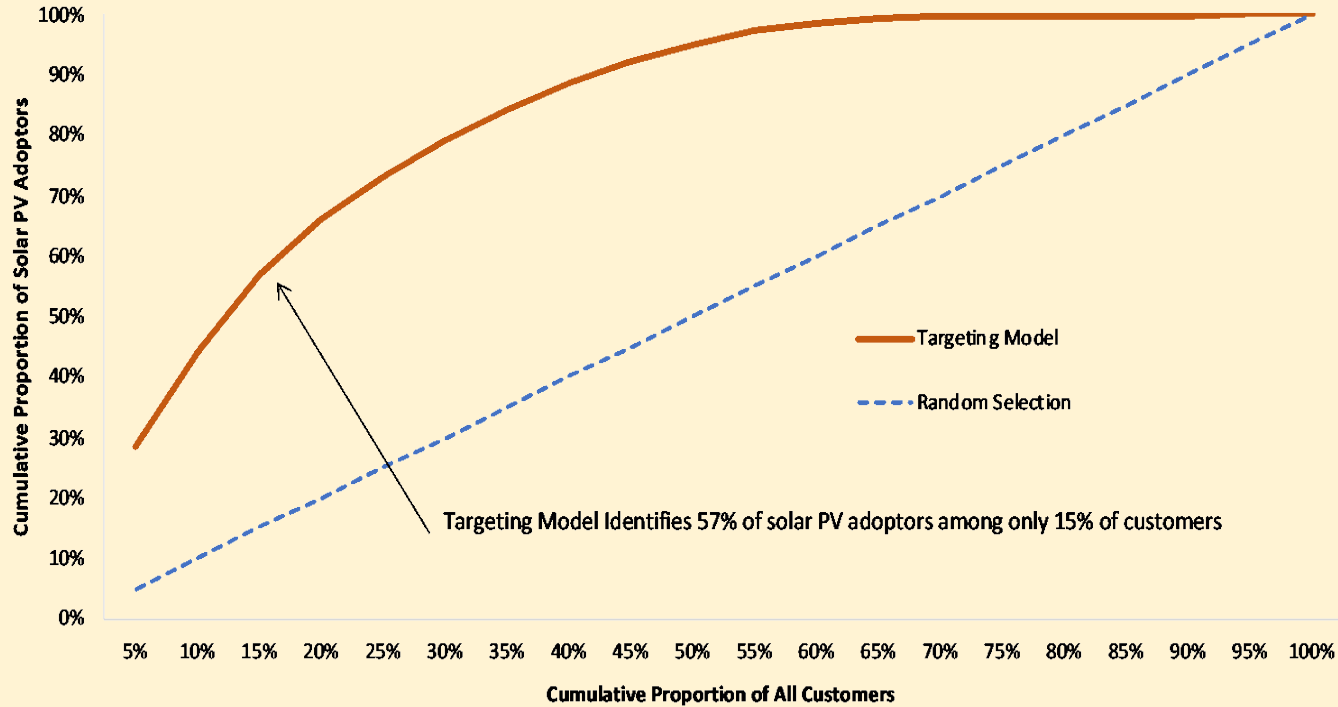 Cumulative Proportion of Solar PV Adoptors
100%
90%
80%
70%
60%
50%
40%
30%
20%
10%
0%
Targeting Model
Random Selection
Targeting Model Identifies 57% of solar PV adoptors among only 15% of customers
5% 10% 15% 20% 25% 30% 35% 40% 45% 50% 55% 60% 65% 70% 75% 80% 85% 90% 95% 100%
Cumulative Proportion of All Customers